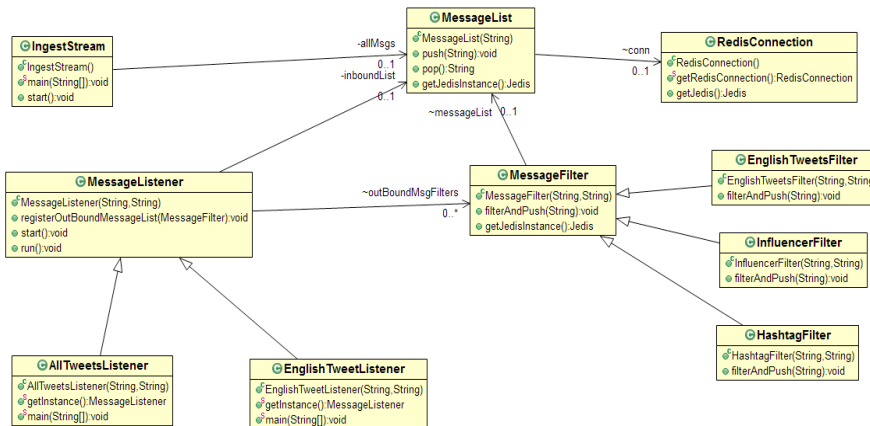 MessageList
MessageList(String)
push(String):void
pop():String
getJedisInstance():Jedis
IngestStream
IngestStream()
main(String[]):void
start():void
-allMsgs
0..1
-inboundList
0..1
~conn
0..1
RedisConnection
RedisConnection()
getRedisConnection():RedisConnection
getJedis():Jedis
~messageList
0..1
MessageListener
MessageListener(String,String)
registerOutBoundMessageList(MessageFilter):void
start():void
run():void
~outBoundMsgFilters
0..*
MessageFilter
MessageFilter(String,String)
filterAndPush(String):void
getJedisInstance():Jedis
EnglishTweetsFilter
EnglishTweetsFilter(String,String
filterAndPush(String):void
InfluencerFilter
InfluencerFilter(String,String)
filterAndPush(String):void
HashtagFilter
HashtagFilter(String,String)
filterAndPush(String):void
AllTweetsListener
AllTweetsListener(String,String)
getInstance():MessageListener
main(String[]):void
EnglishTweetListener
EnglishTweetListener(String,String)
getInstance():MessageListener
main(String[]):void